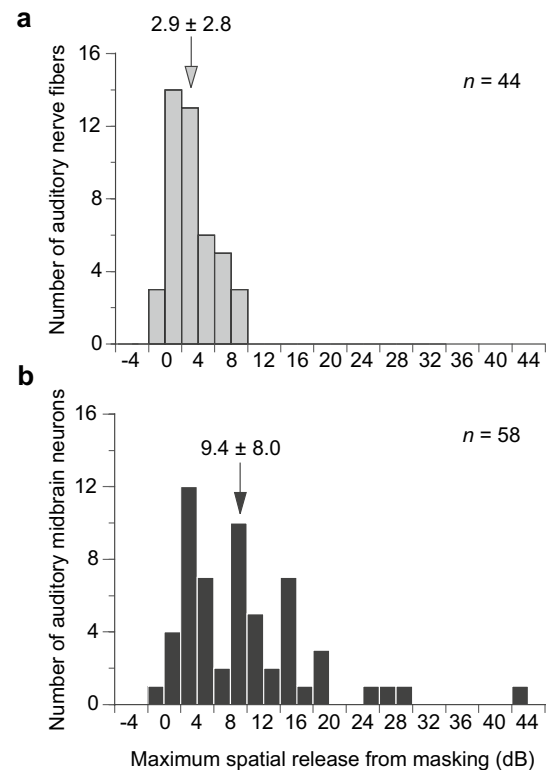 a
2.9 ± 2.8
n = 44
Number of auditory nerve fibers
16
12
8
4
0
-4 0 4 8 12 16 20 24 28 32 36 40 44
b
9.4 ± 8.0
n = 58
Number of auditory midbrain neurons
16
12
8
4
0
-4 0 4 8 12 16 20 24 28 32 36 40 44
Maximum spatial release from masking (dB)